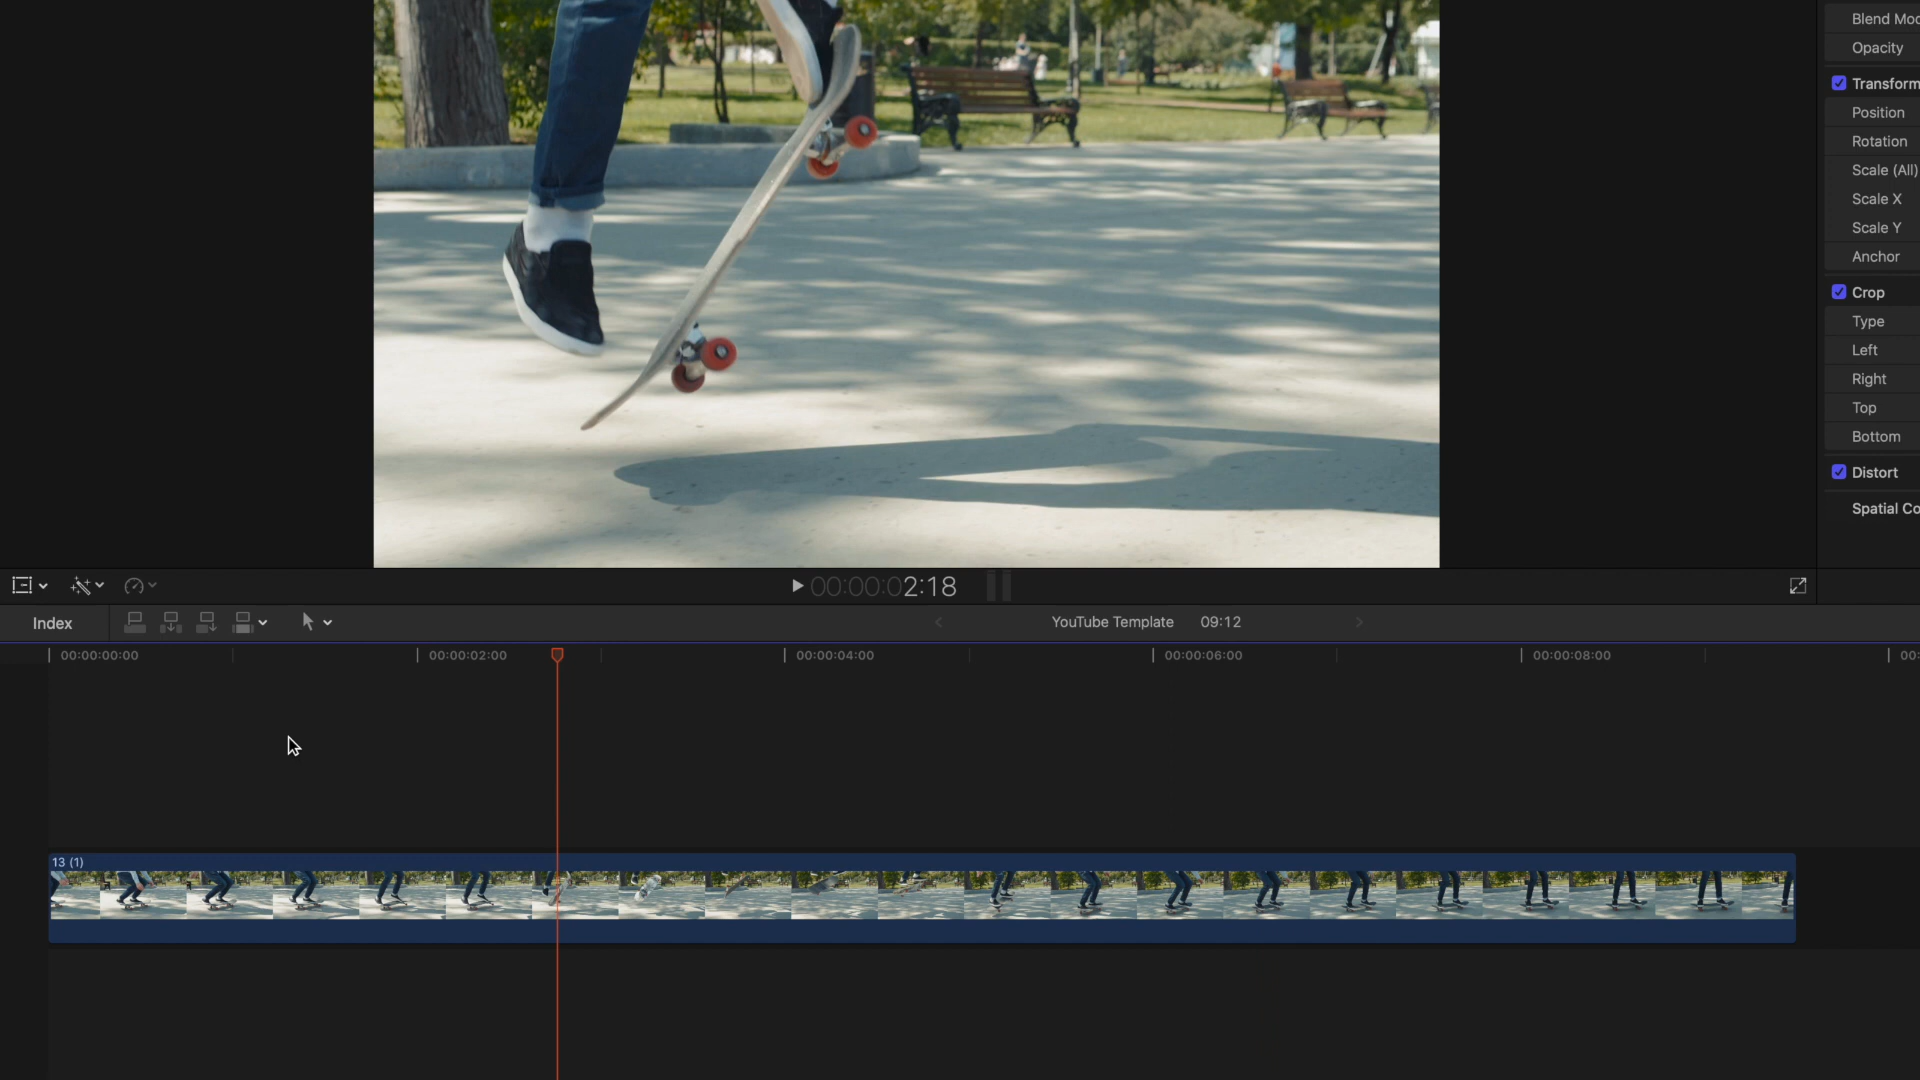 Blend Moc
Opacity
Transform
Position
Rotation
Scale (All)
Scale X
Scale Y
Anchor
Crop
Type
Left
Right
Top
Bottom
Distort
Spatial Co
00:00:02:18
Index
YouTube Template 09:12
00:00:00:00 00:00:02:00 00:00:04:00 00:00:06:00 00:00:08:00 00:
13 (1)